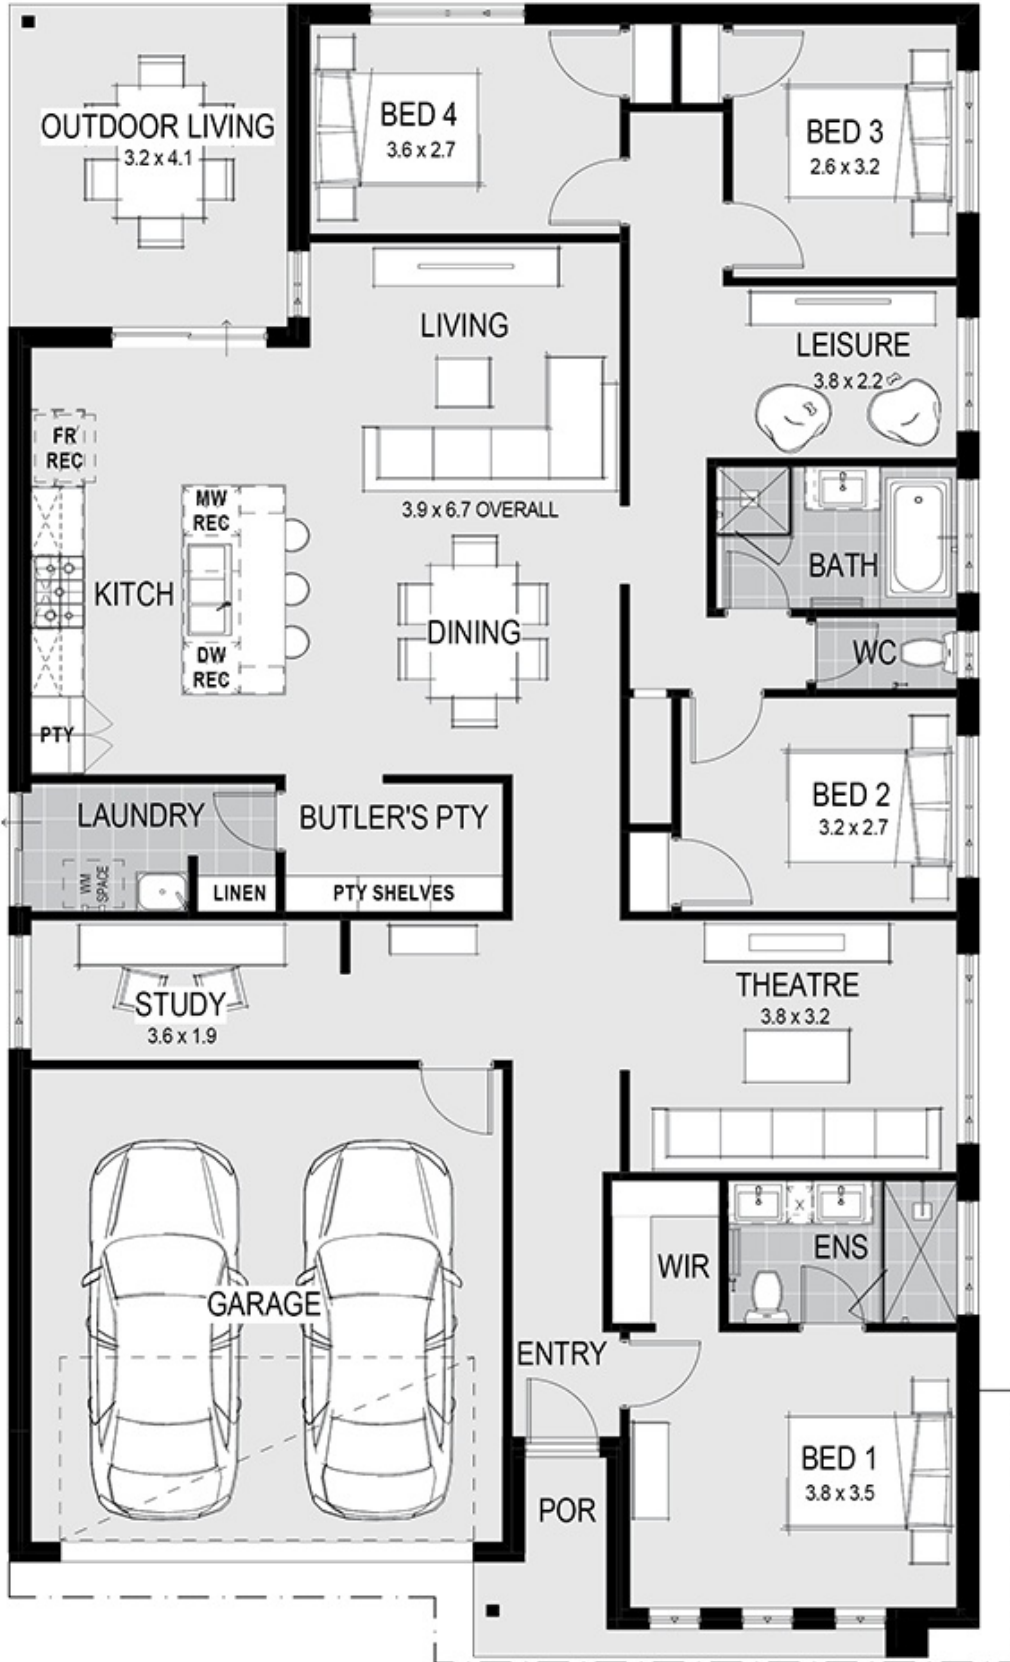 OUTDOOR LIVING
3.2 x 4.1
BED 4
3.6 x 2.7
BED 3
2.6 x 3.2
LIVING
LEISURE
3.8 x 2.2
FR
REC
MW
REC
3.9 x 6.7 OVERALL
KITCH
BATH
DINING
DW
REC
WC
PTY
BED 2
3.2 x 2.7
LAUNDRY
BUTLER'S PTY
WM
SPACE
LINEN
PTY SHELVES
STUDY
3.6 x 1.9
THEATRE
3.8 x 3.2
WIR
ENS
GARAGE
ENTRY
BED 1
3.8 x 3.5
POR